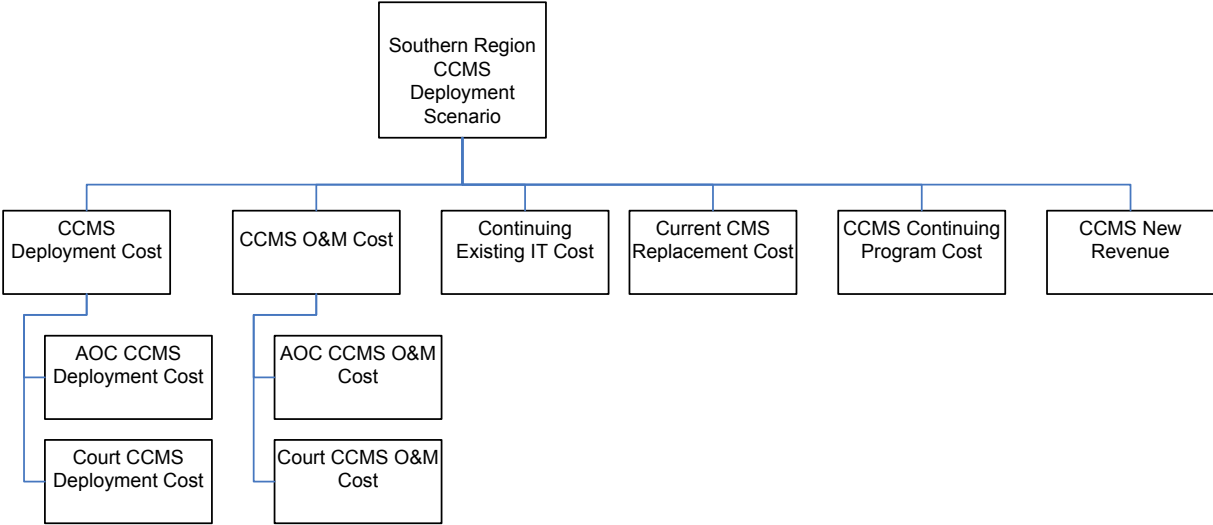 Southern Region
CCMS
Deployment
Scenario
CCMS
Deployment Cost
CCMS O&M Cost
Continuing
Existing IT Cost
Current CMS
Replacement Cost
CCMS Continuing
Program Cost
CCMS New
Revenue
AOC CCMS
Deployment Cost
AOC CCMS O&M
Cost
Court CCMS
Deployment Cost
Court CCMS O&M
Cost